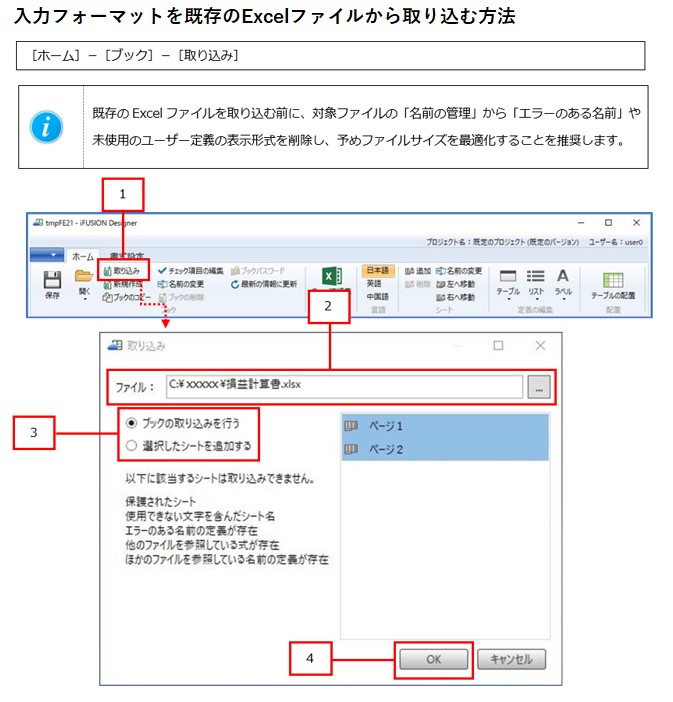 入力フォーマットを既存のExcelファイルから取り込む方法
［ホーム］－［ブック］－［取り込み］
既存の Excel ファイルを取り込む前に、対象ファイルの「名前の管理」から「エラーのある名前」や
未使用のユーザー定義の表示形式を削除し、予めファイルサイズを最適化することを推奨します。
1
tmpFE21 - iFUSION Designer
プロジェクト名：既定のプロジェクト (既定のバージョン) ユーザー名：user0
ホーム 書式設定
保存
開く
取り込み チェック項目の編集 ブックパスワード
新規作成 名前の変更 最新の情報に更新
ブックのコピー ブックの削除
日本語 追加 名前の変更
英語 削除 左へ移動
中国語 右へ移動
テーブル リスト ラベル テーブルの配置
言語 シート 定義の編集 配置
2
取り込み
ファイル： C:¥ xxxxx ¥損益計算書.xlsx ...
3
ブックの取り込みを行う
選択したシートを追加する
ページ１
ページ２
以下に該当するシートは取り込みできません。
保護されたシート
使用できない文字を含んだシート名
エラーのある名前の定義が存在
他のファイルを参照している式が存在
ほかのファイルを参照している名前の定義が存在
4
OK キャンセル